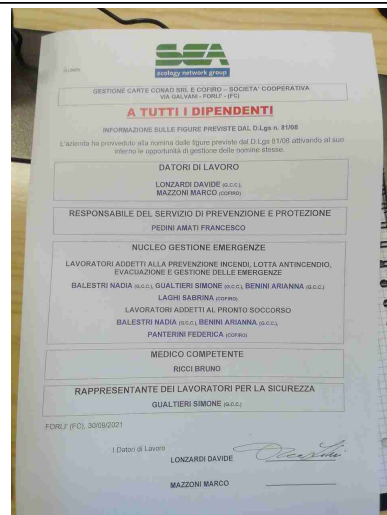 SEA
ecology network group
GESTIONE CARTE CONAD SRL E COFIRO – SOCIETA' COOPERATIVA
VIA GALVANI - FORLI' - (FC)
A TUTTI I DIPENDENTI
INFORMAZIONE SULLE FIGURE PREVISTE DAL D.Lgs n. 81/08
L'azienda ha provveduto alla nomina delle figure previste dal D.Lgs 81/08 attivando al suo
interno le opportunità di gestione delle nomine stesse.
DATORI DI LAVORO
LONZARDI DAVIDE (G.C.C.),
MAZZONI MARCO (COFIRO)
RESPONSABILE DEL SERVIZIO DI PREVENZIONE E PROTEZIONE
PEDINI AMATI FRANCESCO
NUCLEO GESTIONE EMERGENZE
LAVORATORI ADDETTI ALLA PREVENZIONE INCENDI, LOTTA ANTINCENDIO,
EVACUAZIONE E GESTIONE DELLE EMERGENZE
BALESTRI NADIA (G.C.C.), GUALTIERI SIMONE (G.C.C.), BENINI ARIANNA (G.C.C.)
LAGHI SABRINA (COFIRO)
LAVORATORI ADDETTI AL PRONTO SOCCORSO
BALESTRI NADIA (G.C.C.), BENINI ARIANNA (G.C.C.),
PANTERINI FEDERICA (COFIRO)
MEDICO COMPETENTE
RICCI BRUNO
RAPPRESENTANTE DEI LAVORATORI PER LA SICUREZZA
GUALTIERI SIMONE (G.C.C.)
FORLI' (FC), 30/09/2021
I Datori di Lavoro
LONZARDI DAVIDE
MAZZONI MARCO